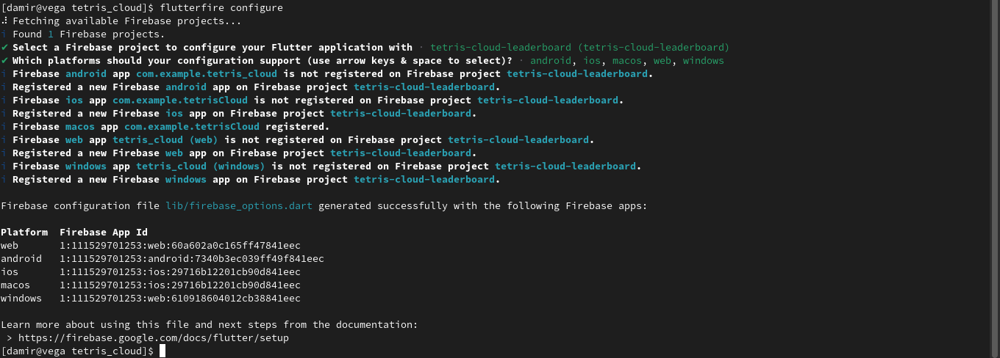 [damir@vega tetris_cloud]$ flutterfire configure
⠼ Fetching available Firebase projects...
i Found 1 Firebase projects.
✔ Select a Firebase project to configure your Flutter application with · tetris-cloud-leaderboard (tetris-cloud-leaderboard)
✔ Which platforms should your configuration support (use arrow keys & space to select)? · android, ios, macos, web, windows
i Firebase android app com.example.tetris_cloud is not registered on Firebase project tetris-cloud-leaderboard.
i Registered a new Firebase android app on Firebase project tetris-cloud-leaderboard.
i Firebase ios app com.example.tetrisCloud is not registered on Firebase project tetris-cloud-leaderboard.
i Registered a new Firebase ios app on Firebase project tetris-cloud-leaderboard.
i Firebase macos app com.example.tetrisCloud registered.
i Firebase web app tetris_cloud (web) is not registered on Firebase project tetris-cloud-leaderboard.
i Registered a new Firebase web app on Firebase project tetris-cloud-leaderboard.
i Firebase windows app tetris_cloud (windows) is not registered on Firebase project tetris-cloud-leaderboard.
i Registered a new Firebase windows app on Firebase project tetris-cloud-leaderboard.
Firebase configuration file lib/firebase_options.dart generated successfully with the following Firebase apps:
Platform  Firebase App Id
web       1:111529701253:web:60a602a0c165ff47841eec
android   1:111529701253:android:7340b3ec039ff49f841eec
ios       1:111529701253:ios:29716b12201cb90d841eec
macos     1:111529701253:ios:29716b12201cb90d841eec
windows   1:111529701253:web:610918604012cb38841eec
Learn more about using this file and next steps from the documentation:
 > https://firebase.google.com/docs/flutter/setup
[damir@vega tetris_cloud]$